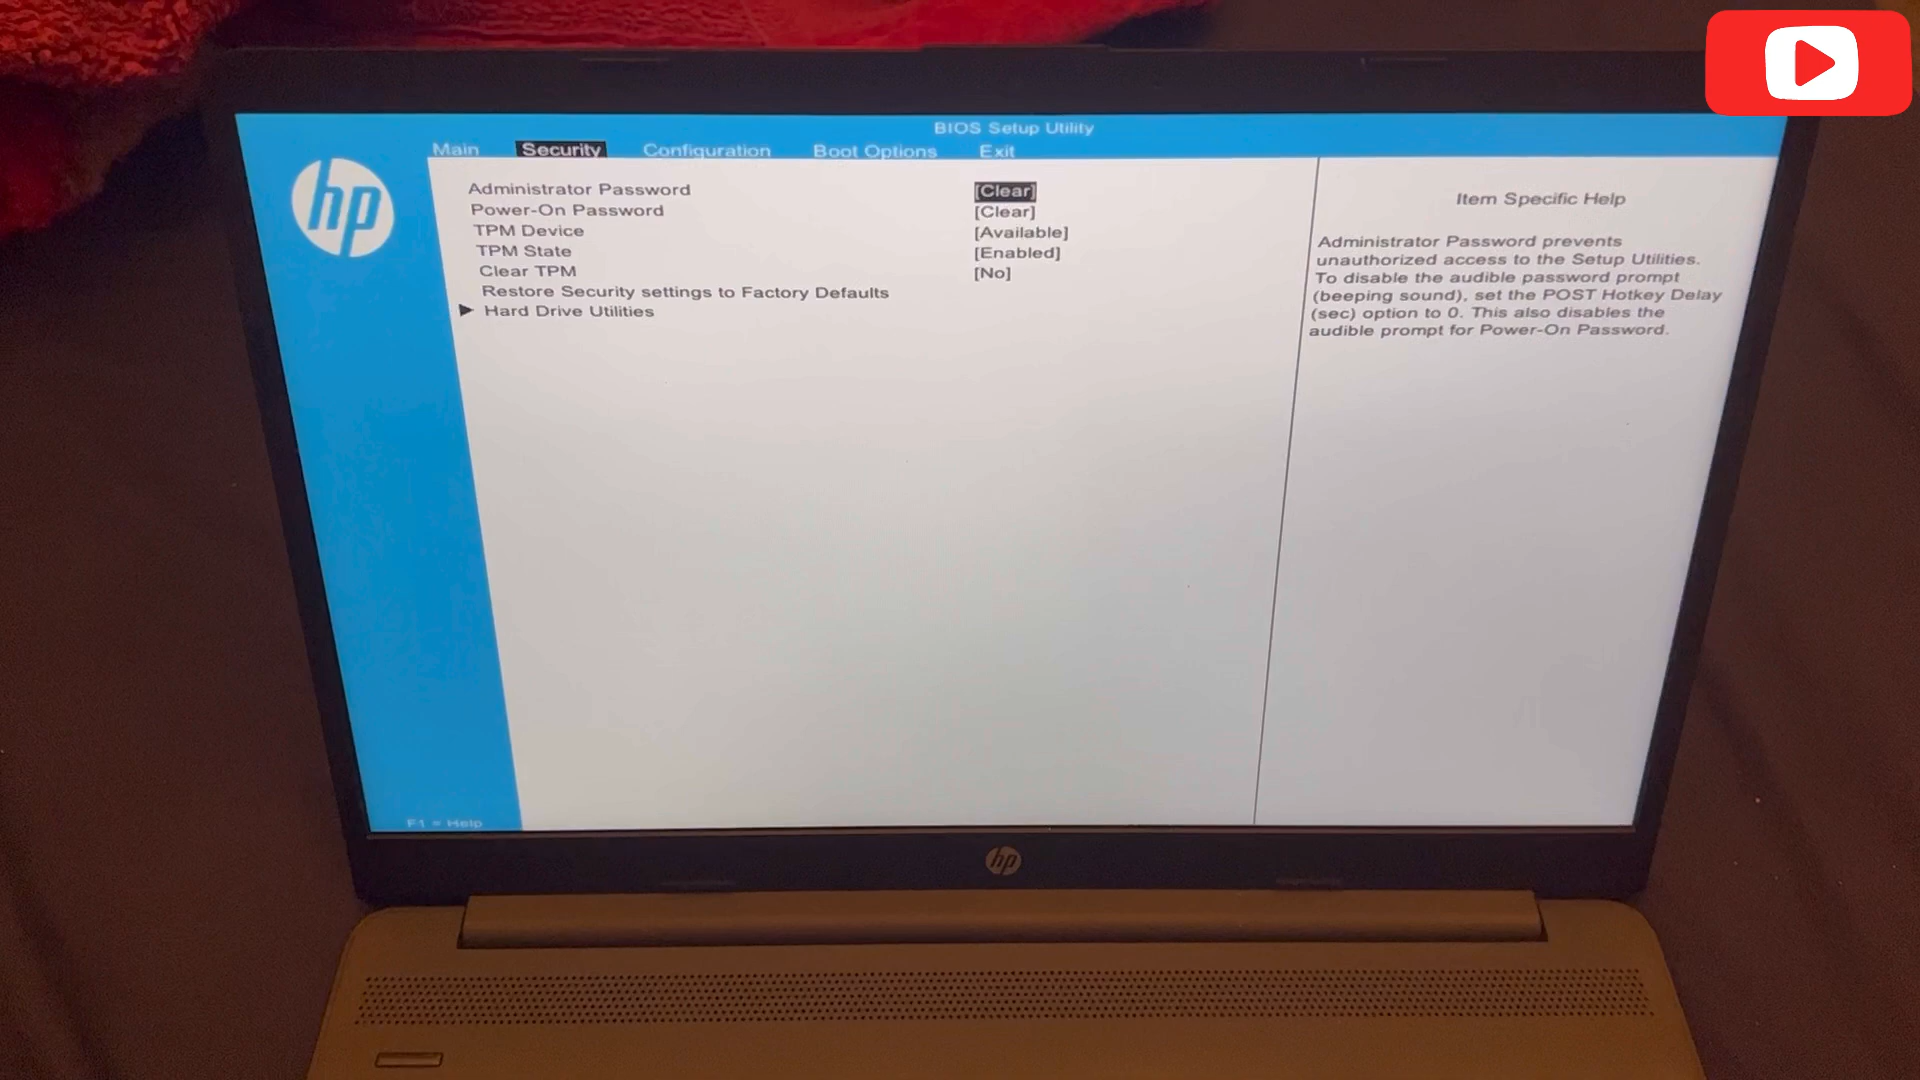 BIOS Setup Utility
Main Security Configuration Boot Options Exit
hp
Administrator Password [Clear]
Power-On Password [Clear]
TPM Device [Available]
TPM State [Enabled]
Clear TPM [No]
Restore Security settings to Factory Defaults
Hard Drive Utilities
Item Specific Help
Administrator Password prevents
unauthorized access to the Setup Utilities.
To disable the audible password prompt
(beeping sound), set the POST Hotkey Delay
(sec) option to 0. This also disables the
audible prompt for Power-On Password.
F1 = Help
hp